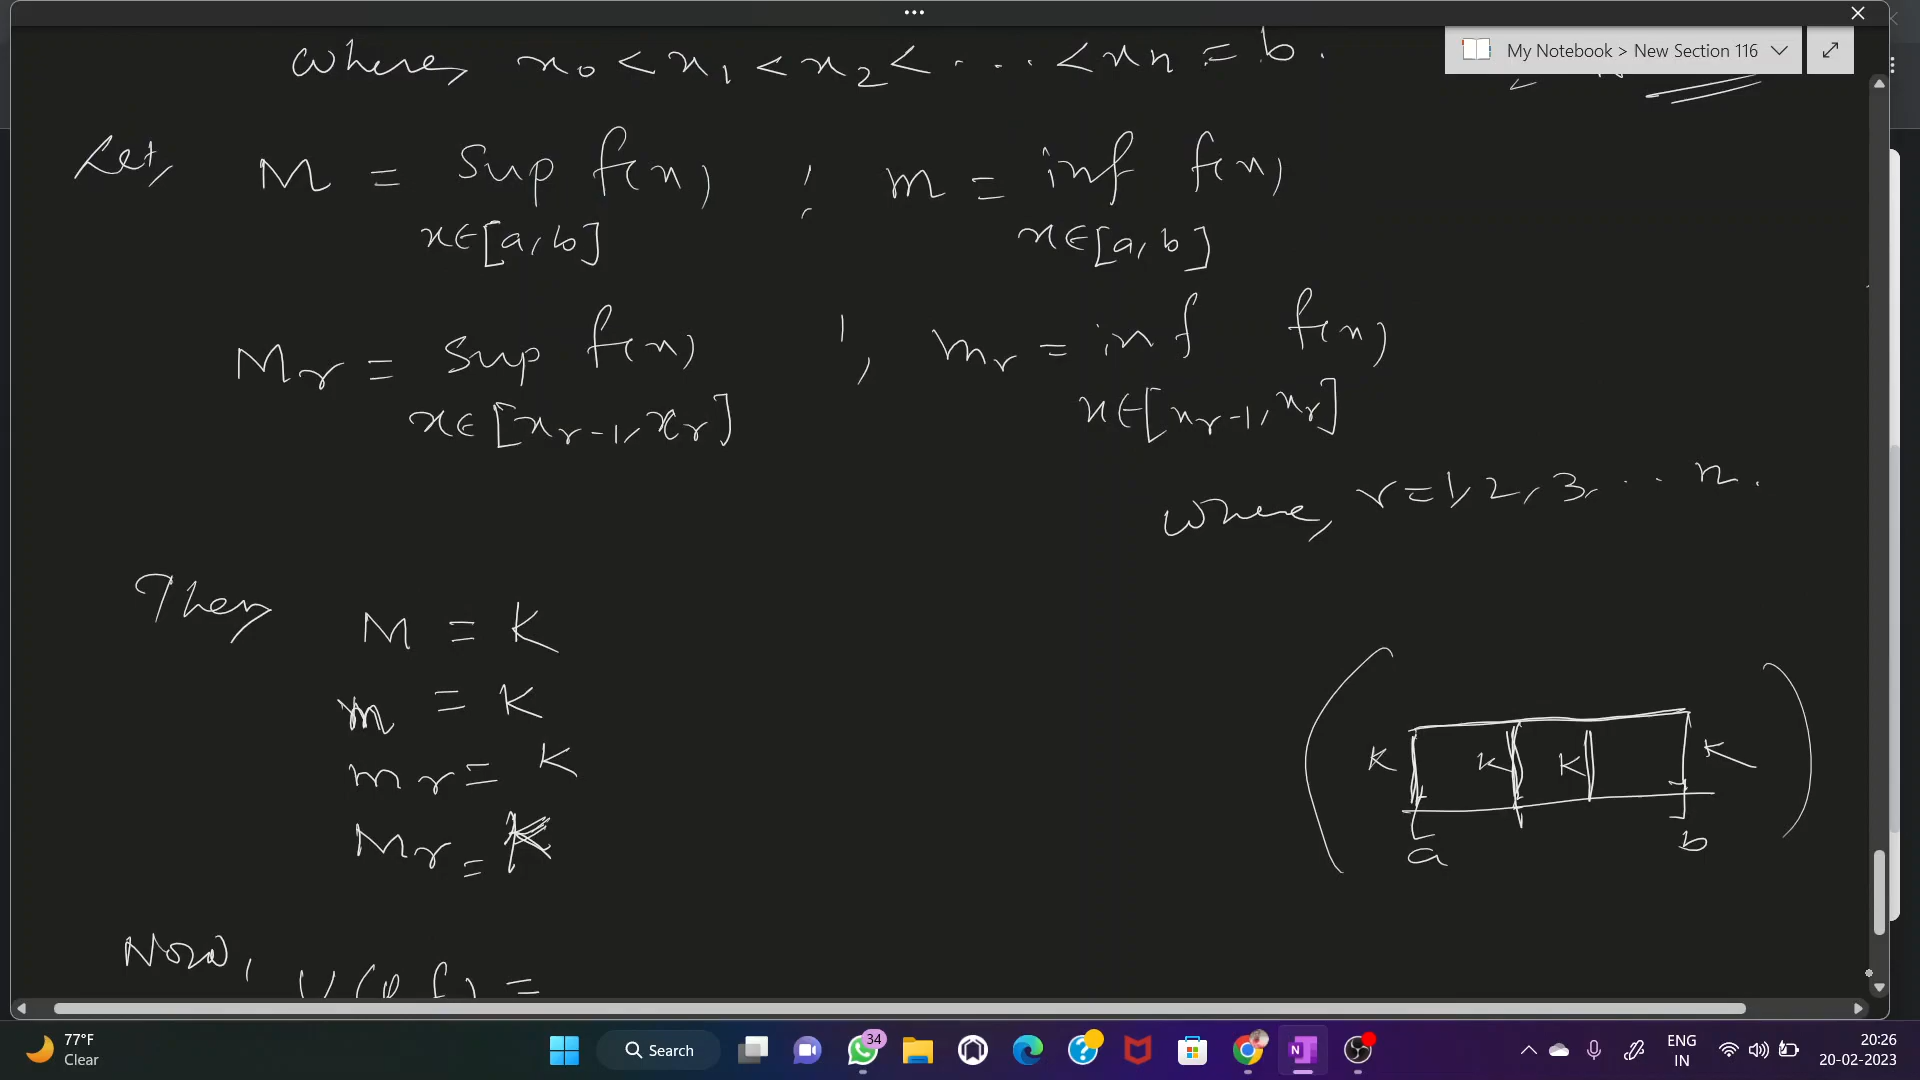 My Notebook > New Section 116
where, x₀ < x₁ < x₂ < .... < xn = b.
Let, M = Sup f(x) ; m = inf f(x)
x∈[a,b] x∈[a,b]
Mr = Sup f(x) , mr = inf f(x)
x∈[xr-1, xr] x∈[xr-1, xr]
where, r=1,2,3,... n.
Then M = K
m = K
mr = K
Mr = K
K K K K
a b
Now, U(P,f) =
77°F
Clear
Search
34
ENG
IN
20:26
20-02-2023